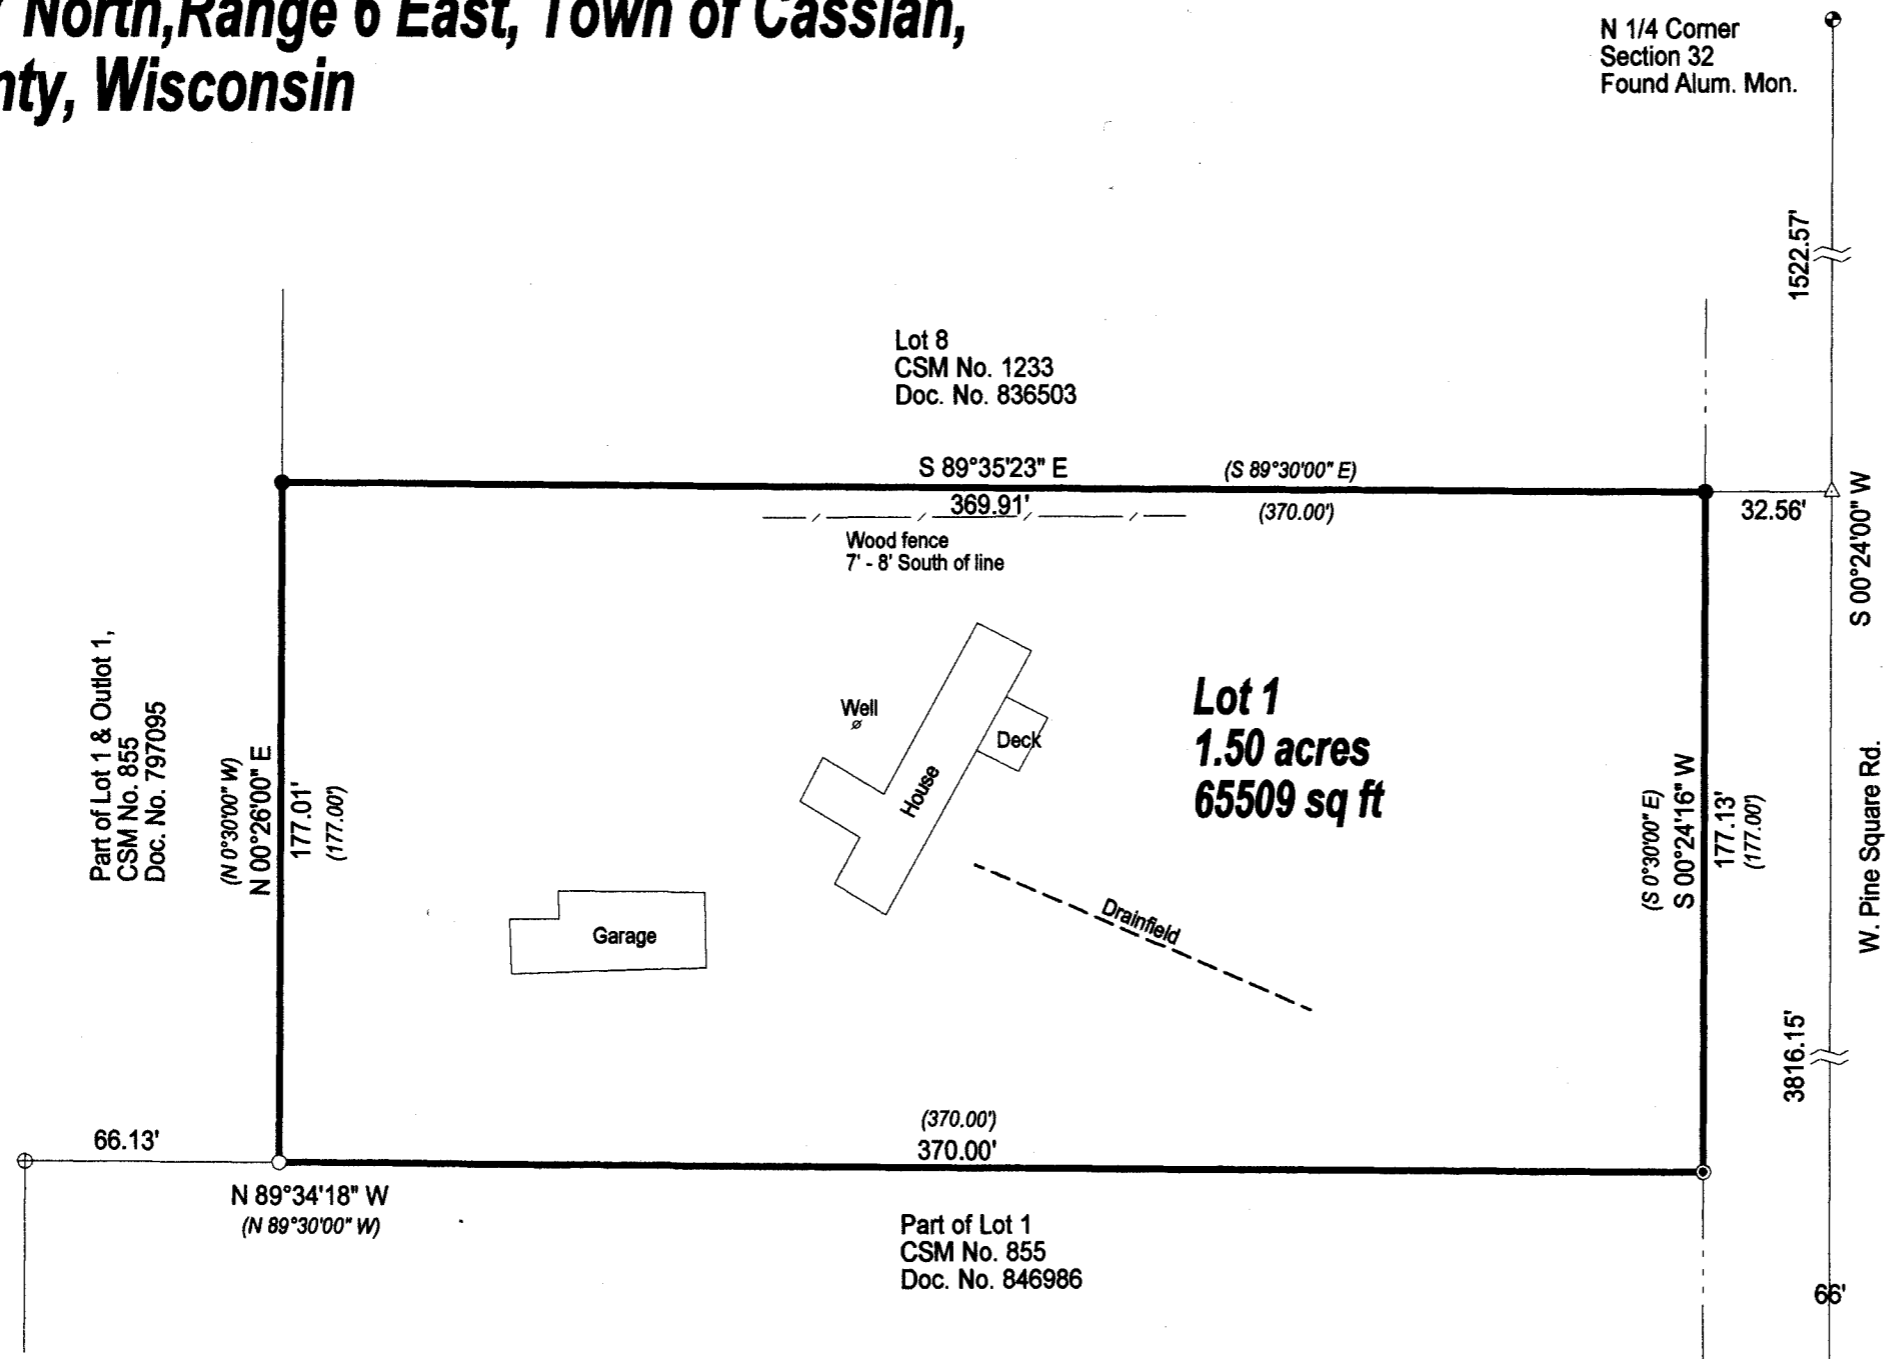 North, Range 6 East, Town of Cassian,
nty, Wisconsin
N 1/4 Corner
Section 32
Found Alum. Mon.
1522.57'
Lot 8
CSM No. 1233
Doc. No. 836503
S 89°35'23" E
(S 89°30'00" E)
369.91'
(370.00')
32.56'
Wood fence
7' - 8' South of line
S 00°24'00" W
Part of Lot 1 & Outlot 1,
CSM No. 855
Doc. No. 797095
(N 0°30'00" W)
N 00°26'00" E
177.01'
(177.00')
Well
Deck
House
Lot 1
1.50 acres
65509 sq ft
(S 0°30'00" E)
S 00°24'16" W
177.13'
(177.00')
W. Pine Square Rd.
Garage
Drainfield
3816.15'
66.13'
(370.00')
370.00'
N 89°34'18" W
(N 89°30'00" W)
Part of Lot 1
CSM No. 855
Doc. No. 846986
66'